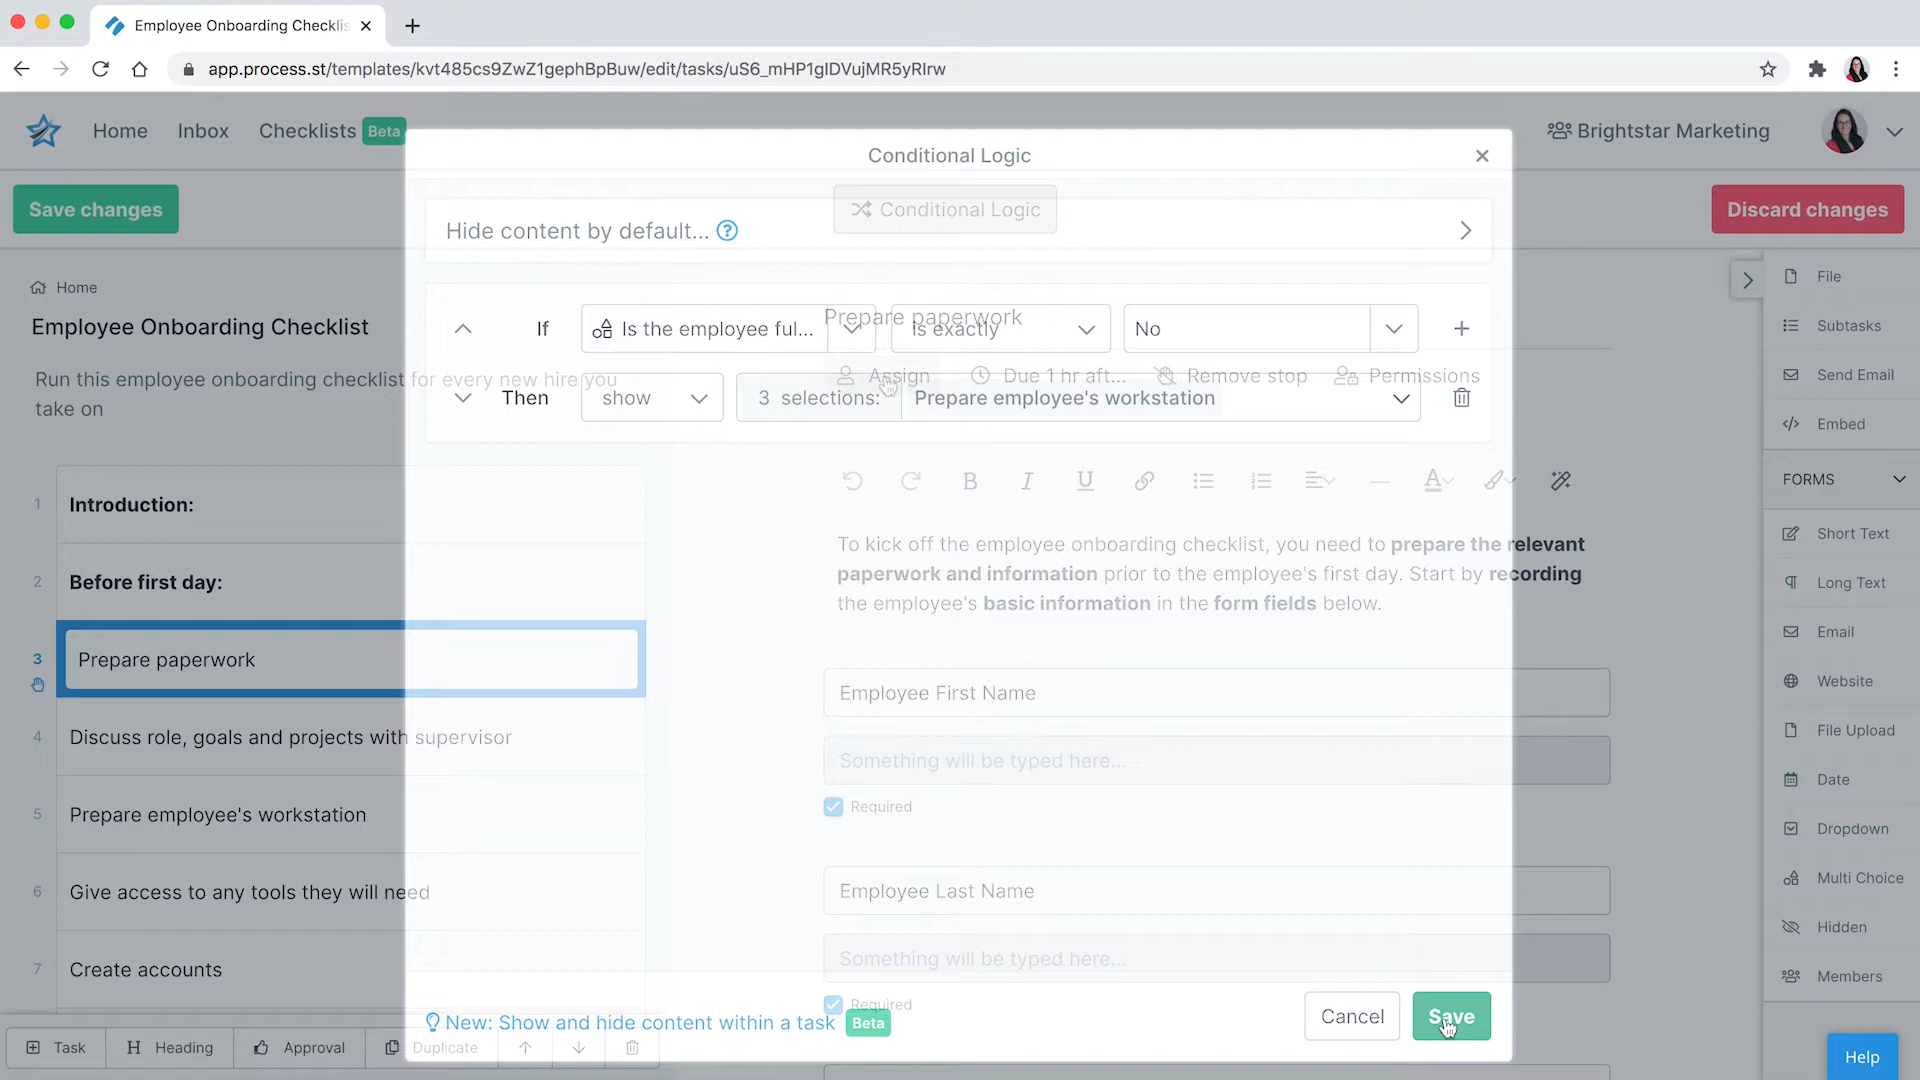 Employee Onboarding Checklis
app.process.st/templates/kvt485cs9ZwZ1gephBpBuw/edit/tasks/uS6_mHP1gIDVujMR5yRIrw
Home
Inbox
Checklists Beta
Brightstar Marketing
Conditional Logic
Save changes
Conditional Logic
Discard changes
Hide content by default... ?
Home
Employee Onboarding Checklist
Run this employee onboarding checklist for every new hire you
take on
Prepare paperwork
If
Is the employee ful...
Is exactly
No
Assign
Due 1 hr aft...
Remove stop
Permissions
Then
show
3 selections:
Prepare employee's workstation
1 Introduction:
2 Before first day:
3 Prepare paperwork
4 Discuss role, goals and projects with supervisor
5 Prepare employee's workstation
6 Give access to any tools they will need
7 Create accounts
B I U A
To kick off the employee onboarding checklist, you need to prepare the relevant
paperwork and information prior to the employee's first day. Start by recording
the employee's basic information in the form fields below.
Employee First Name
Something will be typed here...
Required
Employee Last Name
Something will be typed here...
Required
New: Show and hide content within a task Beta
Cancel
Save
Task
H Heading
Approval
Duplicate
File
Subtasks
Send Email
Embed
FORMS
Short Text
Long Text
Email
Website
File Upload
Date
Dropdown
Multi Choice
Hidden
Members
Help